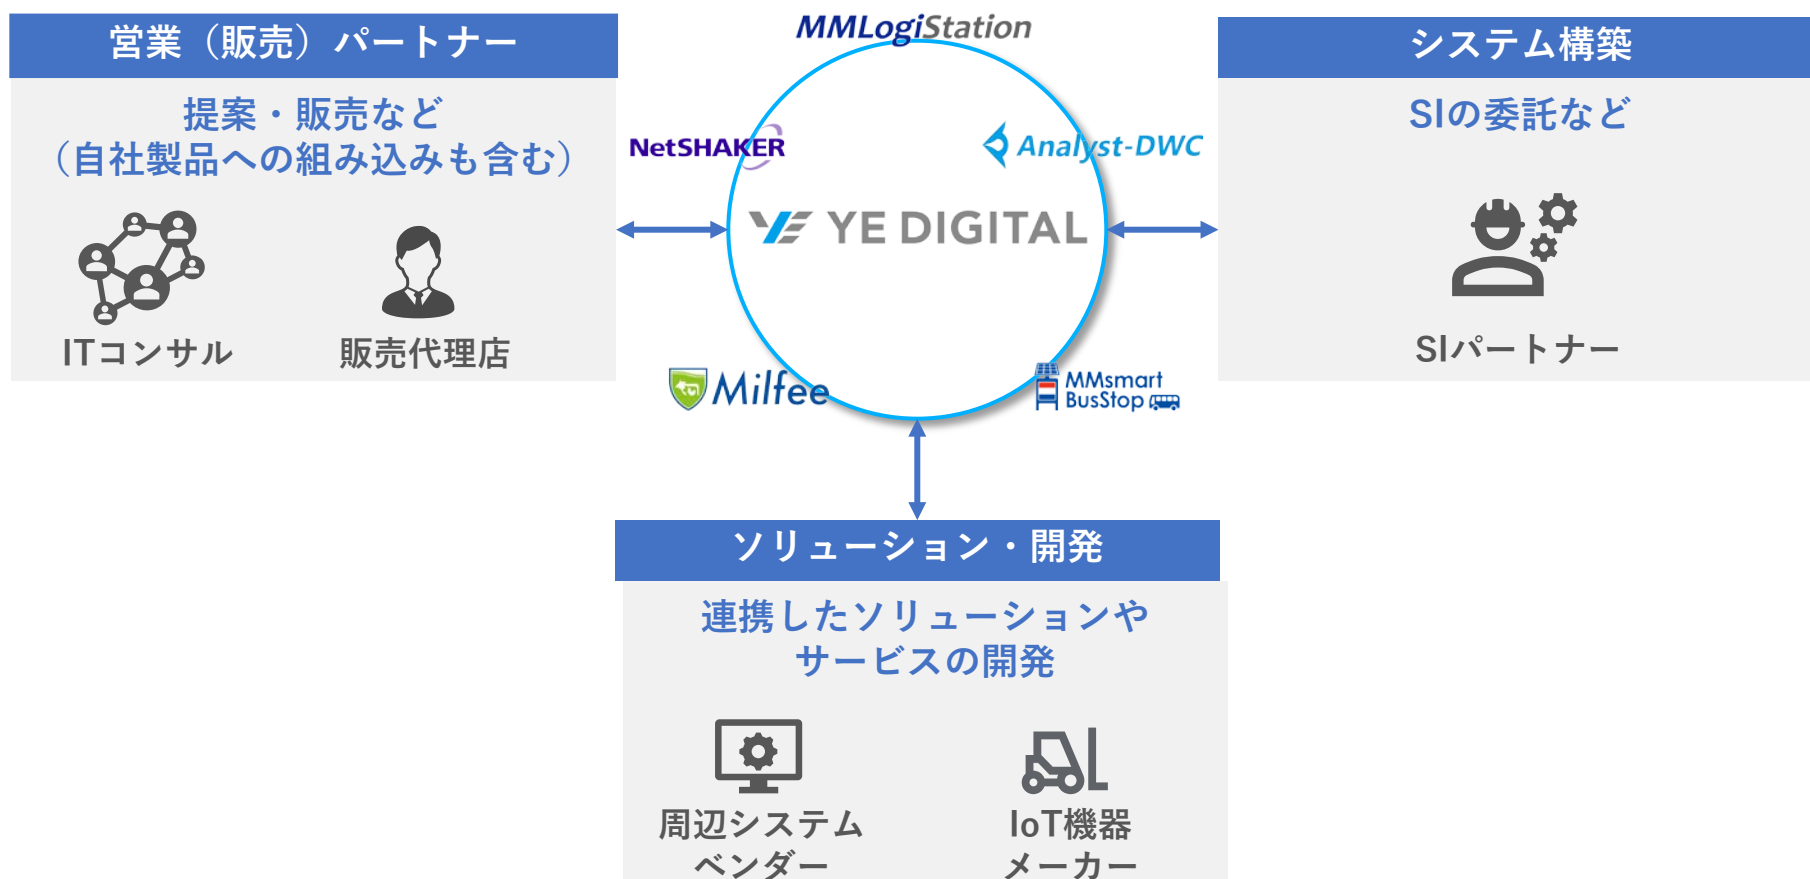 営業（販売）パートナー
提案・販売など
（自社製品への組み込みも含む）
ITコンサル
販売代理店
MMLogiStation
NetSHAKER
Analyst-DWC
YE DIGITAL
Milfee
MMsmart
BusStop
システム構築
SIの委託など
SIパートナー
ソリューション・開発
連携したソリューションや
サービスの開発
周辺システム
ベンダー
IoT機器
メーカー